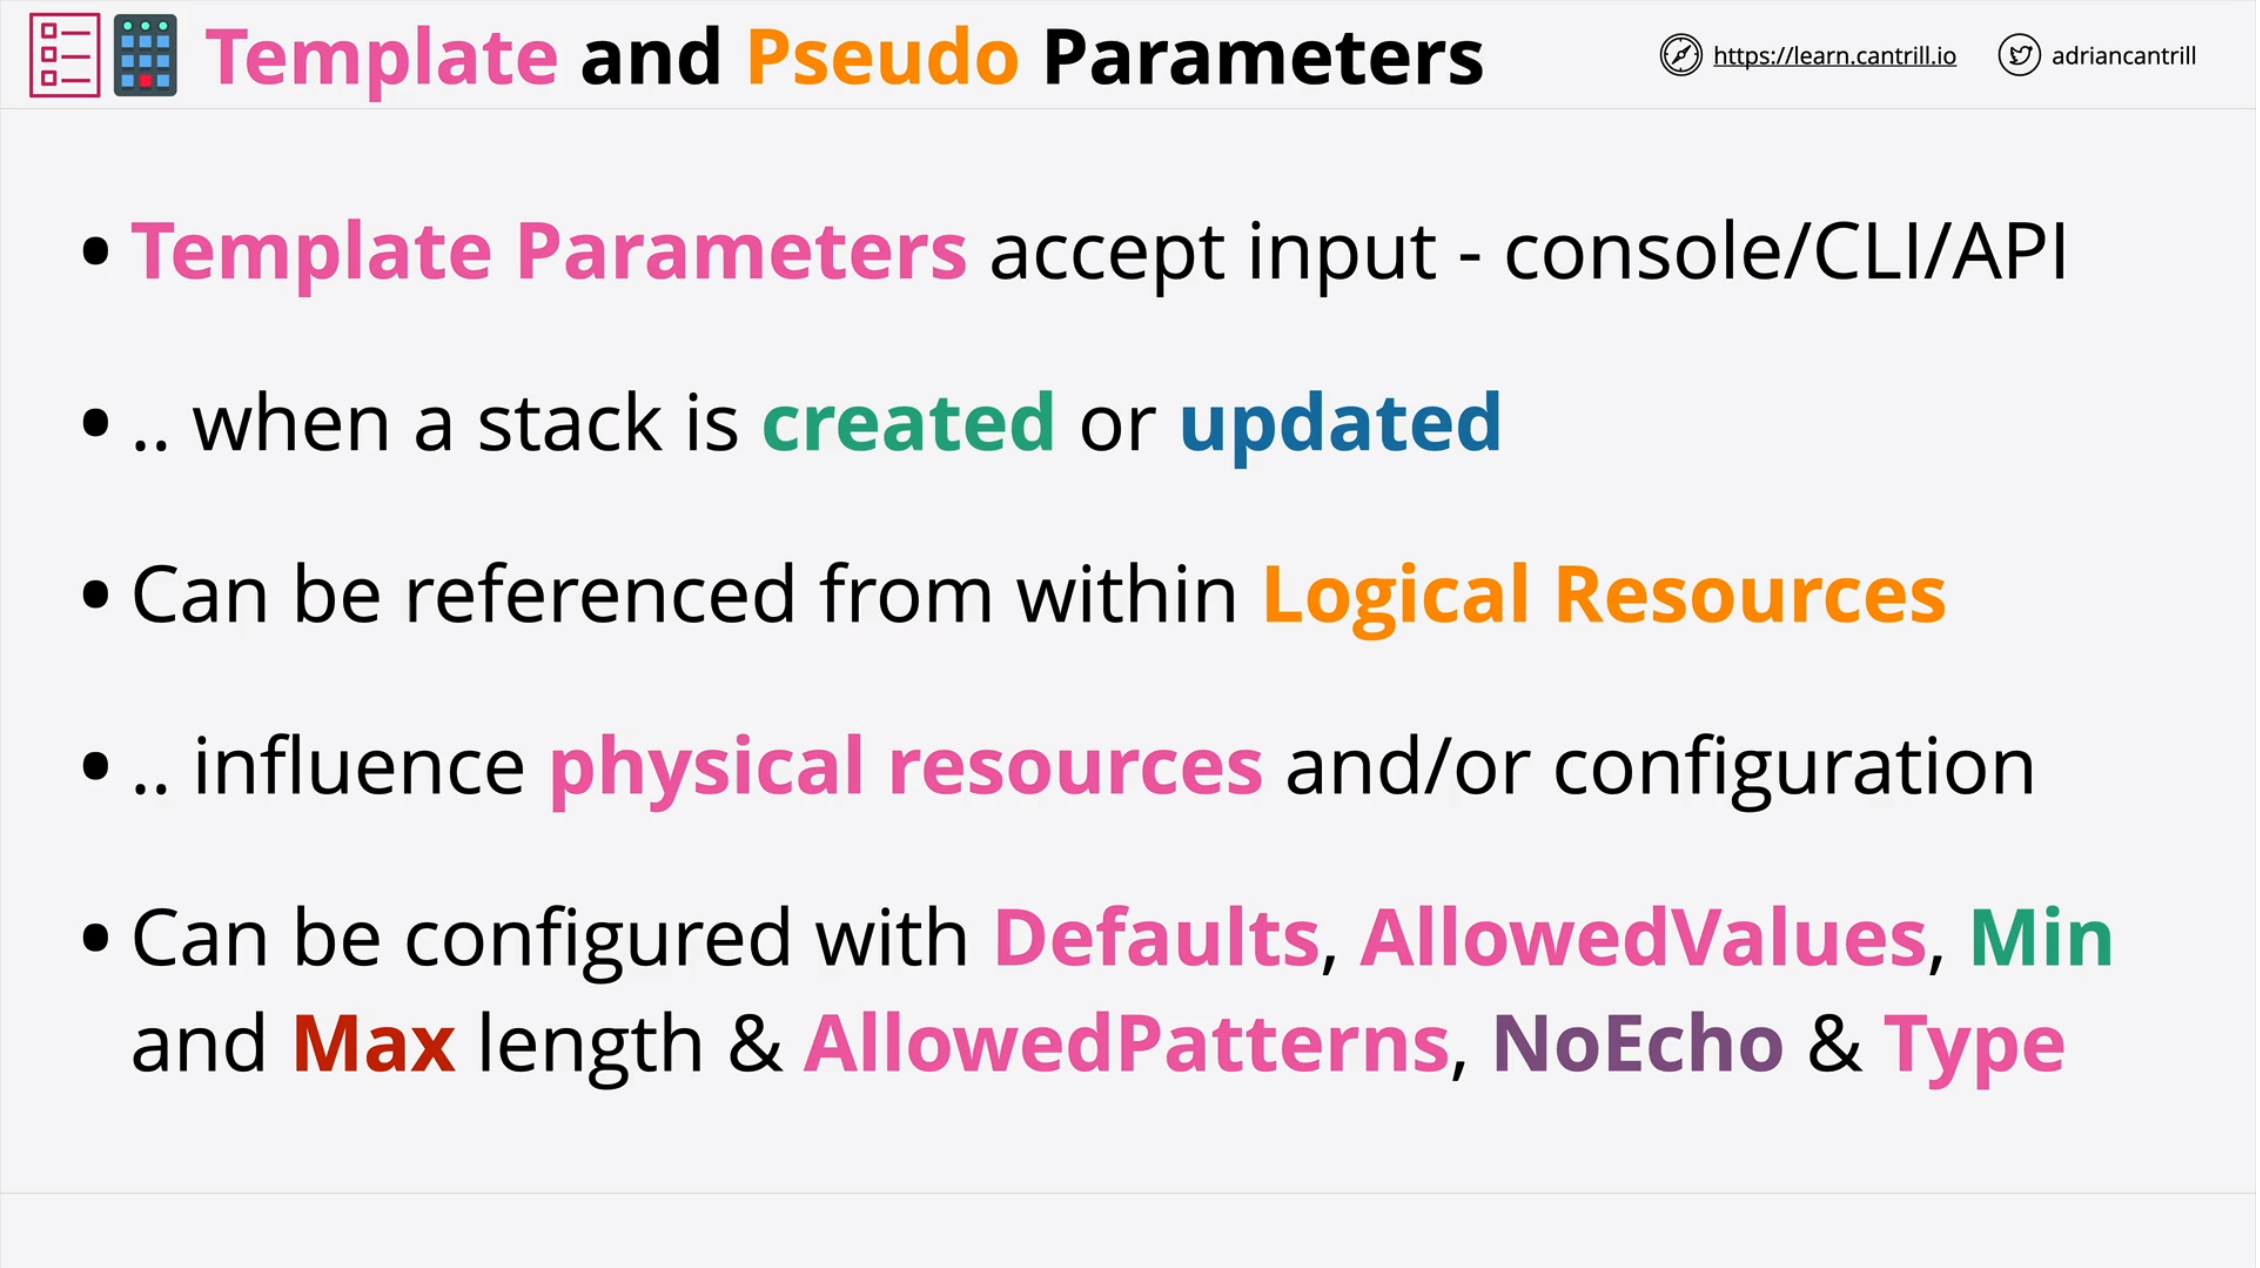 Template and Pseudo Parameters
https://learn.cantrill.io
adriancantrill
• Template Parameters accept input - console/CLI/API
• .. when a stack is created or updated
• Can be referenced from within Logical Resources
• .. influence physical resources and/or configuration
• Can be configured with Defaults, AllowedValues, Min
and Max length & AllowedPatterns, NoEcho & Type